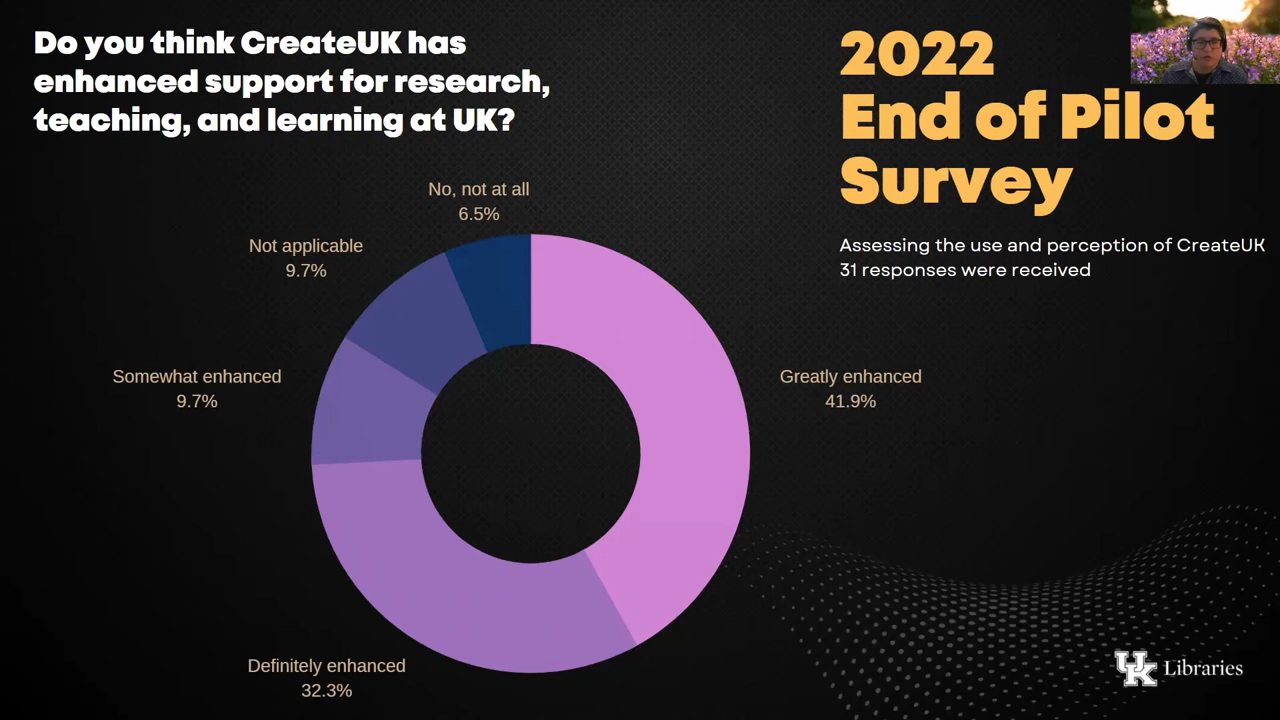 Do you think CreateUK has
enhanced support for research,
teaching, and learning at UK?
2022
End of Pilot
Survey
Assessing the use and perception of CreateUK
31 responses were received
No, not at all
6.5%
Not applicable
9.7%
Somewhat enhanced
9.7%
Greatly enhanced
41.9%
Definitely enhanced
32.3%
UK Libraries